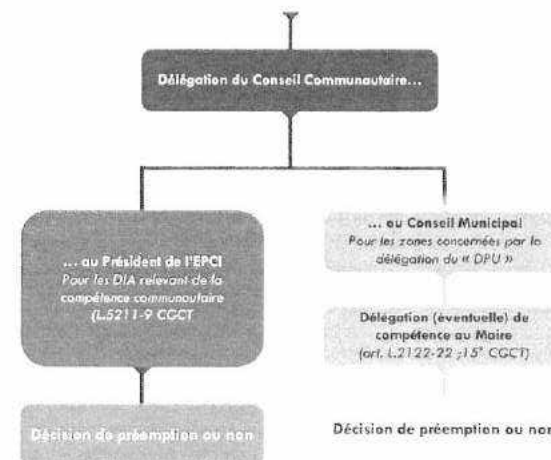 Délégation du Conseil Communautaire...
... au Président de l'EPCI
Pour les DIA relevant de la
compétence communautaire
(L.5211-9 CGCT
Décision de préemption ou non
... au Conseil Municipal
Pour les zones concernées par la
délégation du « DPU »
Délégation (éventuelle) de
compétence au Maire
(art. L.2122-22 ;15° CGCT)
Décision de préemption ou non